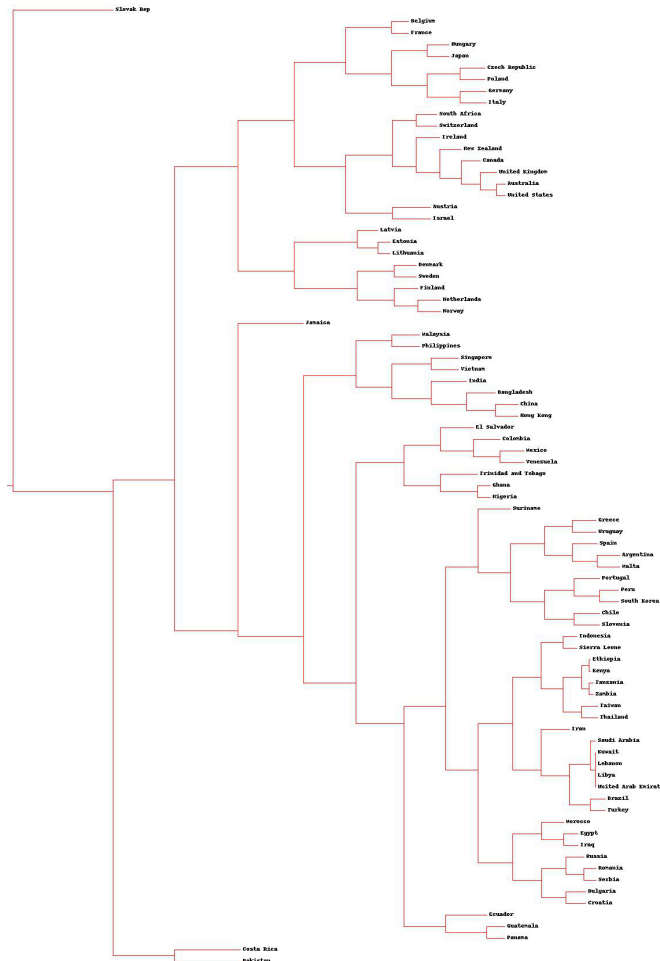 Slovak Rep
Belgium
France
Hungary
Japan
Czech Republic
Poland
Germany
Italy
South Africa
Switzerland
Ireland
New Zealand
Canada
United Kingdom
Australia
United States
Austria
Israel
Latvia
Estonia
Lithuania
Denmark
Sweden
Finland
Netherlands
Norway
Jamaica
Malaysia
Philippines
Singapore
Vietnam
India
Bangladesh
China
Hong Kong
El Salvador
Colombia
Mexico
Venezuela
Trinidad and Tobago
Ghana
Nigeria
Suriname
Greece
Uruguay
Spain
Argentina
Malta
Portugal
Peru
South Korea
Chile
Slovenia
Indonesia
Sierra Leone
Ethiopia
Kenya
Tanzania
Zambia
Taiwan
Thailand
Iran
Saudi Arabia
Kuwait
Lebanon
Libya
United Arab Emirat
Brazil
Turkey
Morocco
Egypt
Iraq
Russia
Romania
Serbia
Bulgaria
Croatia
Ecuador
Guatemala
Panama
Costa Rica
Pakistan